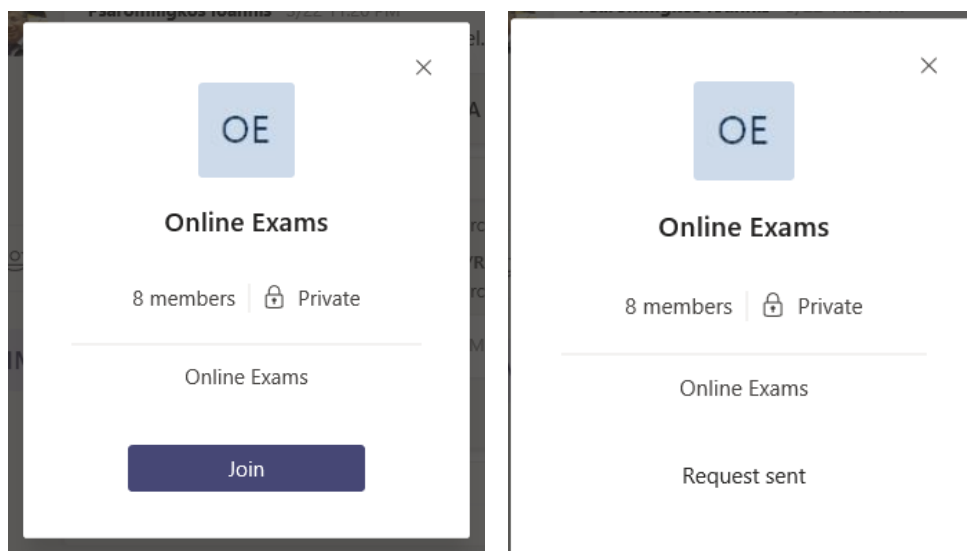 OE
Online Exams
8 members Private
Online Exams
Join
OE
Online Exams
8 members Private
Online Exams
Request sent